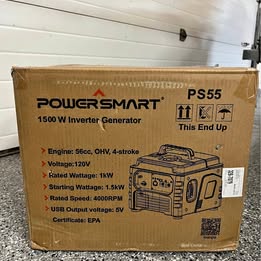 POWERSMART®
PS55
1500 W Inverter Generator
This End Up
Engine: 56cc, OHV, 4-stroke
Voltage:120V
Rated Wattage: 1kW
Starting Wattage: 1.5kW
Rated Speed: 4000RPM
USB Output voltage: 5V
Certificate: EPA